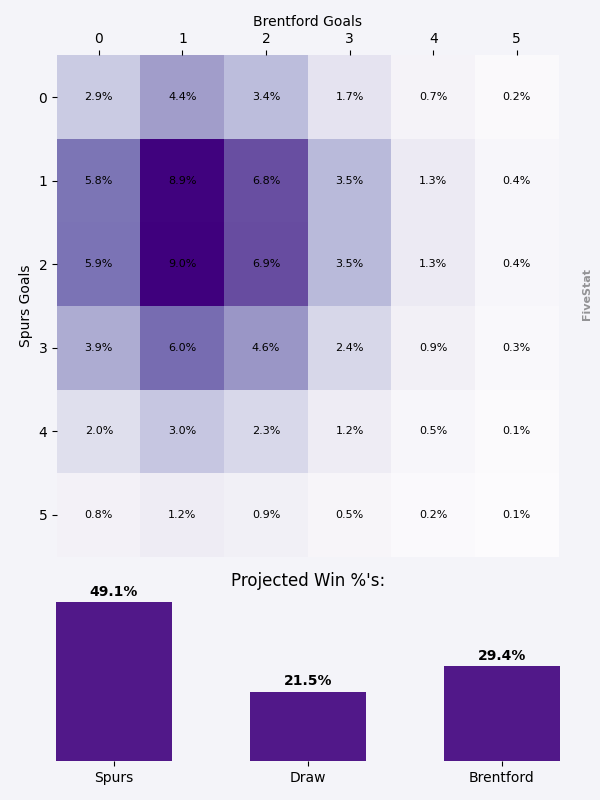 Brentford Goals
0 1 2 3 4 5
0 2.9% 4.4% 3.4% 1.7% 0.7% 0.2%
1 5.8% 8.9% 6.8% 3.5% 1.3% 0.4%
2 5.9% 9.0% 6.9% 3.5% 1.3% 0.4%
3 3.9% 6.0% 4.6% 2.4% 0.9% 0.3%
4 2.0% 3.0% 2.3% 1.2% 0.5% 0.1%
5 0.8% 1.2% 0.9% 0.5% 0.2% 0.1%
Spurs Goals
FiveStat
Projected Win %'s:
49.1% 21.5% 29.4%
Spurs Draw Brentford